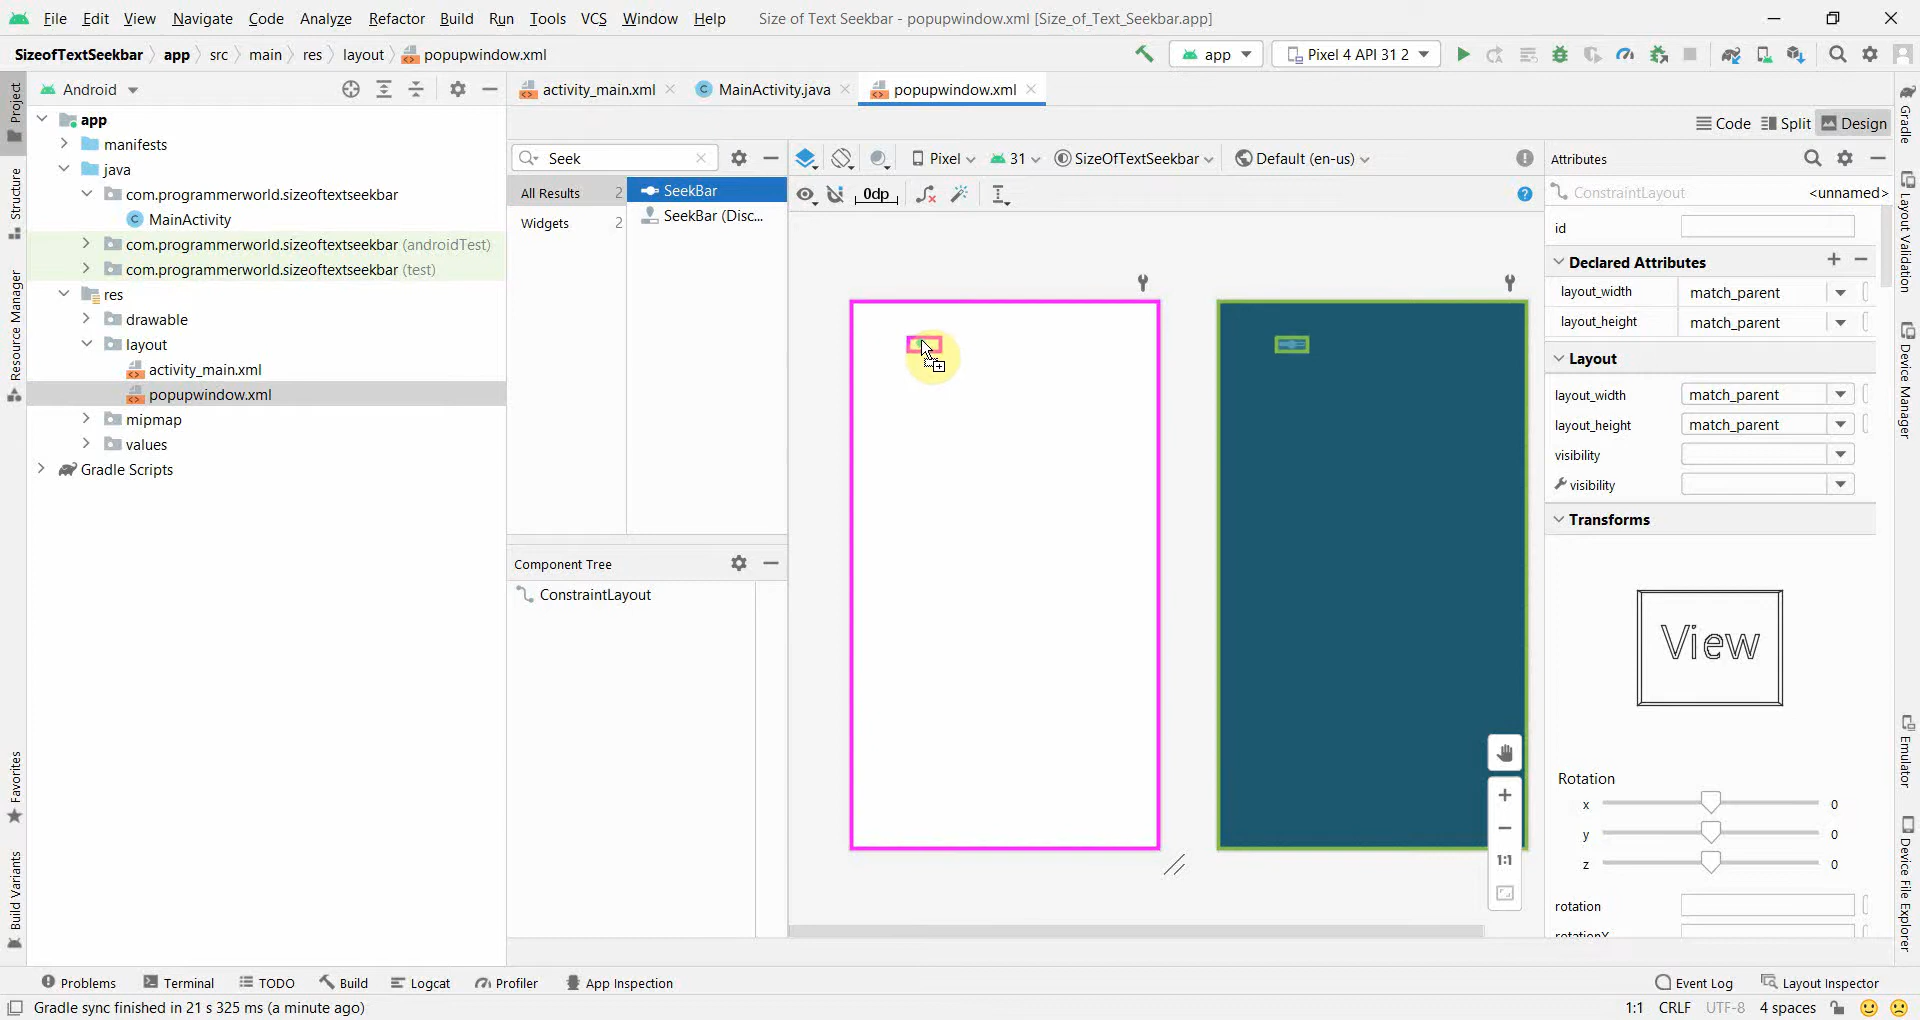 File Edit View Navigate Code Analyze Refactor Build Run Tools VCS Window Help Size of Text Seekbar - popupwindow.xml [Size_of_Text_Seekbar.app]
SizeofTextSeekbar app src main res layout popupwindow.xml app Pixel 4 API 31 2
Android activity_main.xml MainActivity.java popupwindow.xml
Code Split Design
Project
Structure
Resource Manager
Favorites
Build Variants
app
manifests
java
com.programmerworld.sizeoftextseekbar
MainActivity
com.programmerworld.sizeoftextseekbar (androidTest)
com.programmerworld.sizeoftextseekbar (test)
res
drawable
layout
activity_main.xml
popupwindow.xml
mipmap
values
Gradle Scripts
Seek
All Results 2
Widgets 2
SeekBar
SeekBar (Disc...
Component Tree
ConstraintLayout
Pixel 31 SizeOfTextSeekbar Default (en-us)
0dp
1:1
Attributes
ConstraintLayout <unnamed>
id
Declared Attributes
layout_width match_parent
layout_height match_parent
Layout
layout_width match_parent
layout_height match_parent
visibility
visibility
Transforms
View
Rotation
x 0
y 0
z 0
rotation
rotationY
Gradle
Layout Validation
Device Manager
Emulator
Device File Explorer
Problems Terminal TODO Build Logcat Profiler App Inspection Event Log Layout Inspector
Gradle sync finished in 21 s 325 ms (a minute ago) 1:1 CRLF UTF-8 4 spaces